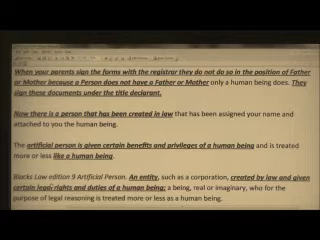 When your parents sign the forms with the registrar they do not do so in the position of Father
or Mother because a Person does not have a Father or Mother only a human being does. They
sign these documents under the title declarant.
Now there is a person that has been created in law that has been assigned your name and
attached to you the human being.
The artificial person is given certain benefits and privileges of a human being and is treated
more or less like a human being.
Blacks Law edition 9 Artificial Person. An entity, such as a corporation, created by law and given
certain legal rights and duties of a human being; a being, real or imaginary, who for the
purpose of legal reasoning is treated more or less as a human being.